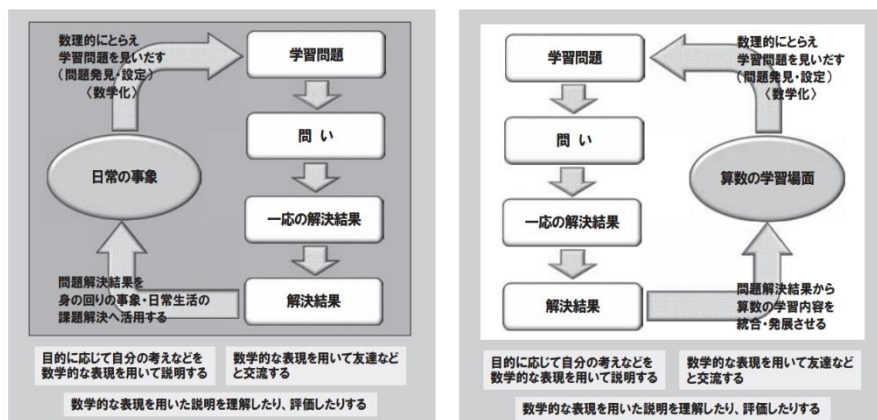 数理的にとらえ
学習問題を見いだす
(問題発見・設定)
〈数学化〉
学習問題
問 い
日常の事象
一応の解決結果
問題解決結果を
身の回りの事象・日常生活の
課題解決へ活用する
解決結果
目的に応じて自分の考えなどを
数学的な表現を用いて説明する
数学的な表現を用いて友達など
と交流する
数学的な表現を用いた説明を理解したり、評価したりする
学習問題
数理的にとらえ
学習問題を見いだす
(問題発見・設定)
〈数学化〉
問 い
算数の学習場面
一応の解決結果
解決結果
問題解決結果から
算数の学習内容を
統合・発展させる
目的に応じて自分の考えなどを
数学的な表現を用いて説明する
数学的な表現を用いて友達など
と交流する
数学的な表現を用いた説明を理解したり、評価したりする